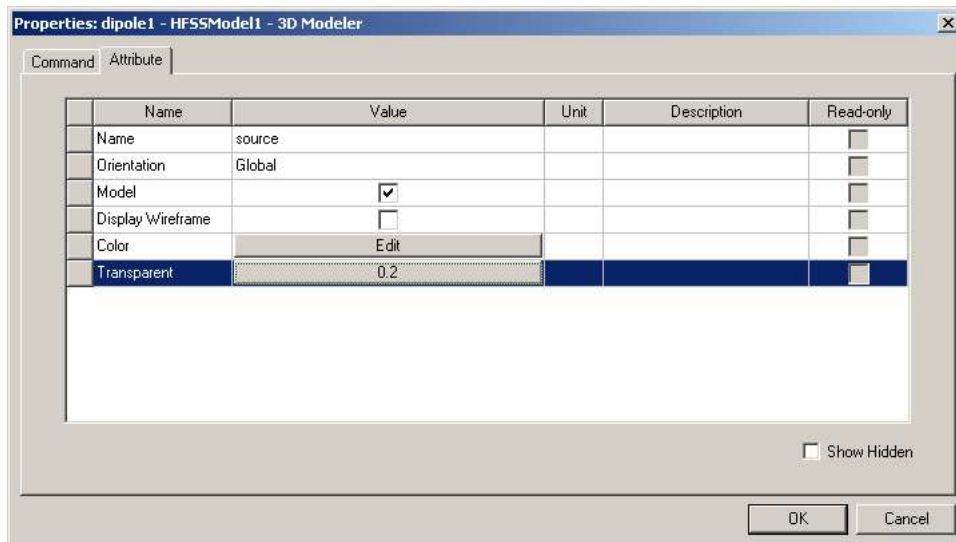 Properties: dipole1 - HFSSModel1 - 3D Modeler
Command Attribute
Name Value Unit Description Read-only
Name source
Orientation Global
Model
Display Wireframe
Color Edit
Transparent 0.2
Show Hidden
OK Cancel